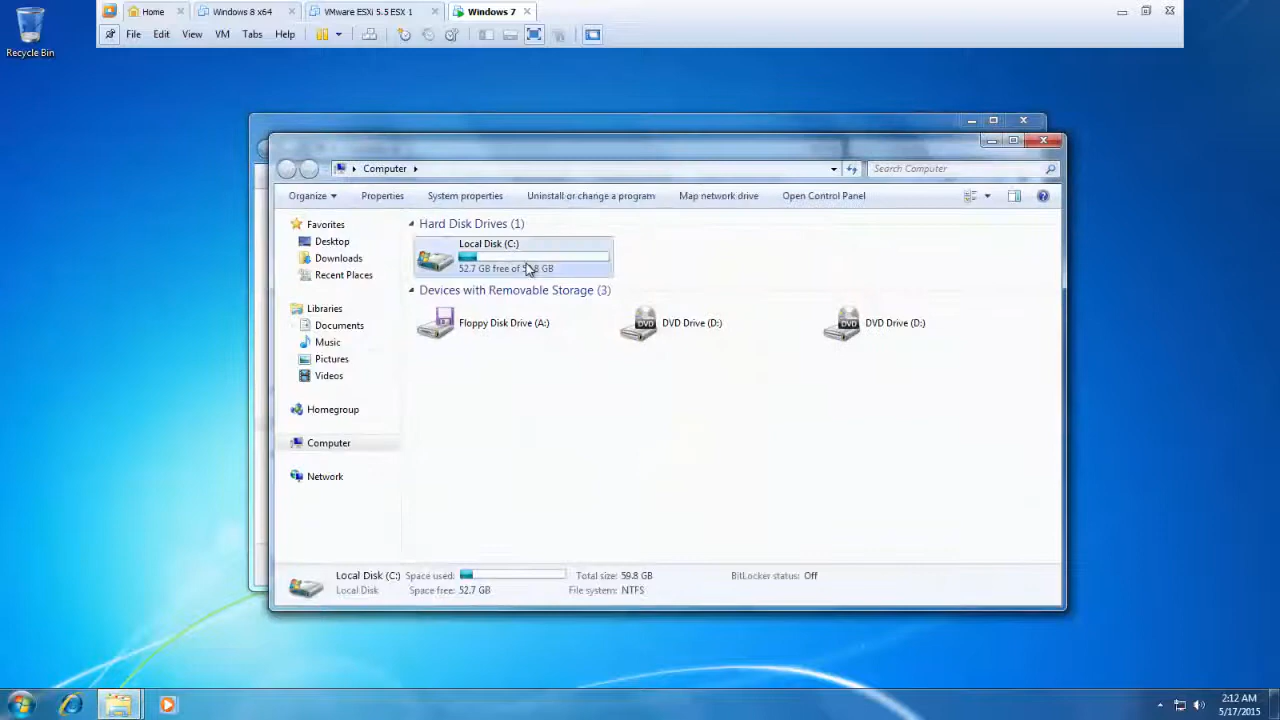 Home
Windows 8 x64
VMware ESXi 5.5 ESX 1
Windows 7
File Edit View VM Tabs Help
Recycle Bin
Computer
Search Computer
Organize Properties System properties Uninstall or change a program Map network drive Open Control Panel
Favorites
Desktop
Downloads
Recent Places
Libraries
Documents
Music
Pictures
Videos
Homegroup
Computer
Network
Hard Disk Drives (1)
Local Disk (C:)
52.7 GB free of GB
Devices with Removable Storage (3)
Floppy Disk Drive (A:)
DVD Drive (D:)
DVD Drive (D:)
Local Disk (C:) Space used: Total size: 59.8 GB BitLocker status: Off
Local Disk Space free: 52.7 GB File system: NTFS
2:12 AM
5/17/2015